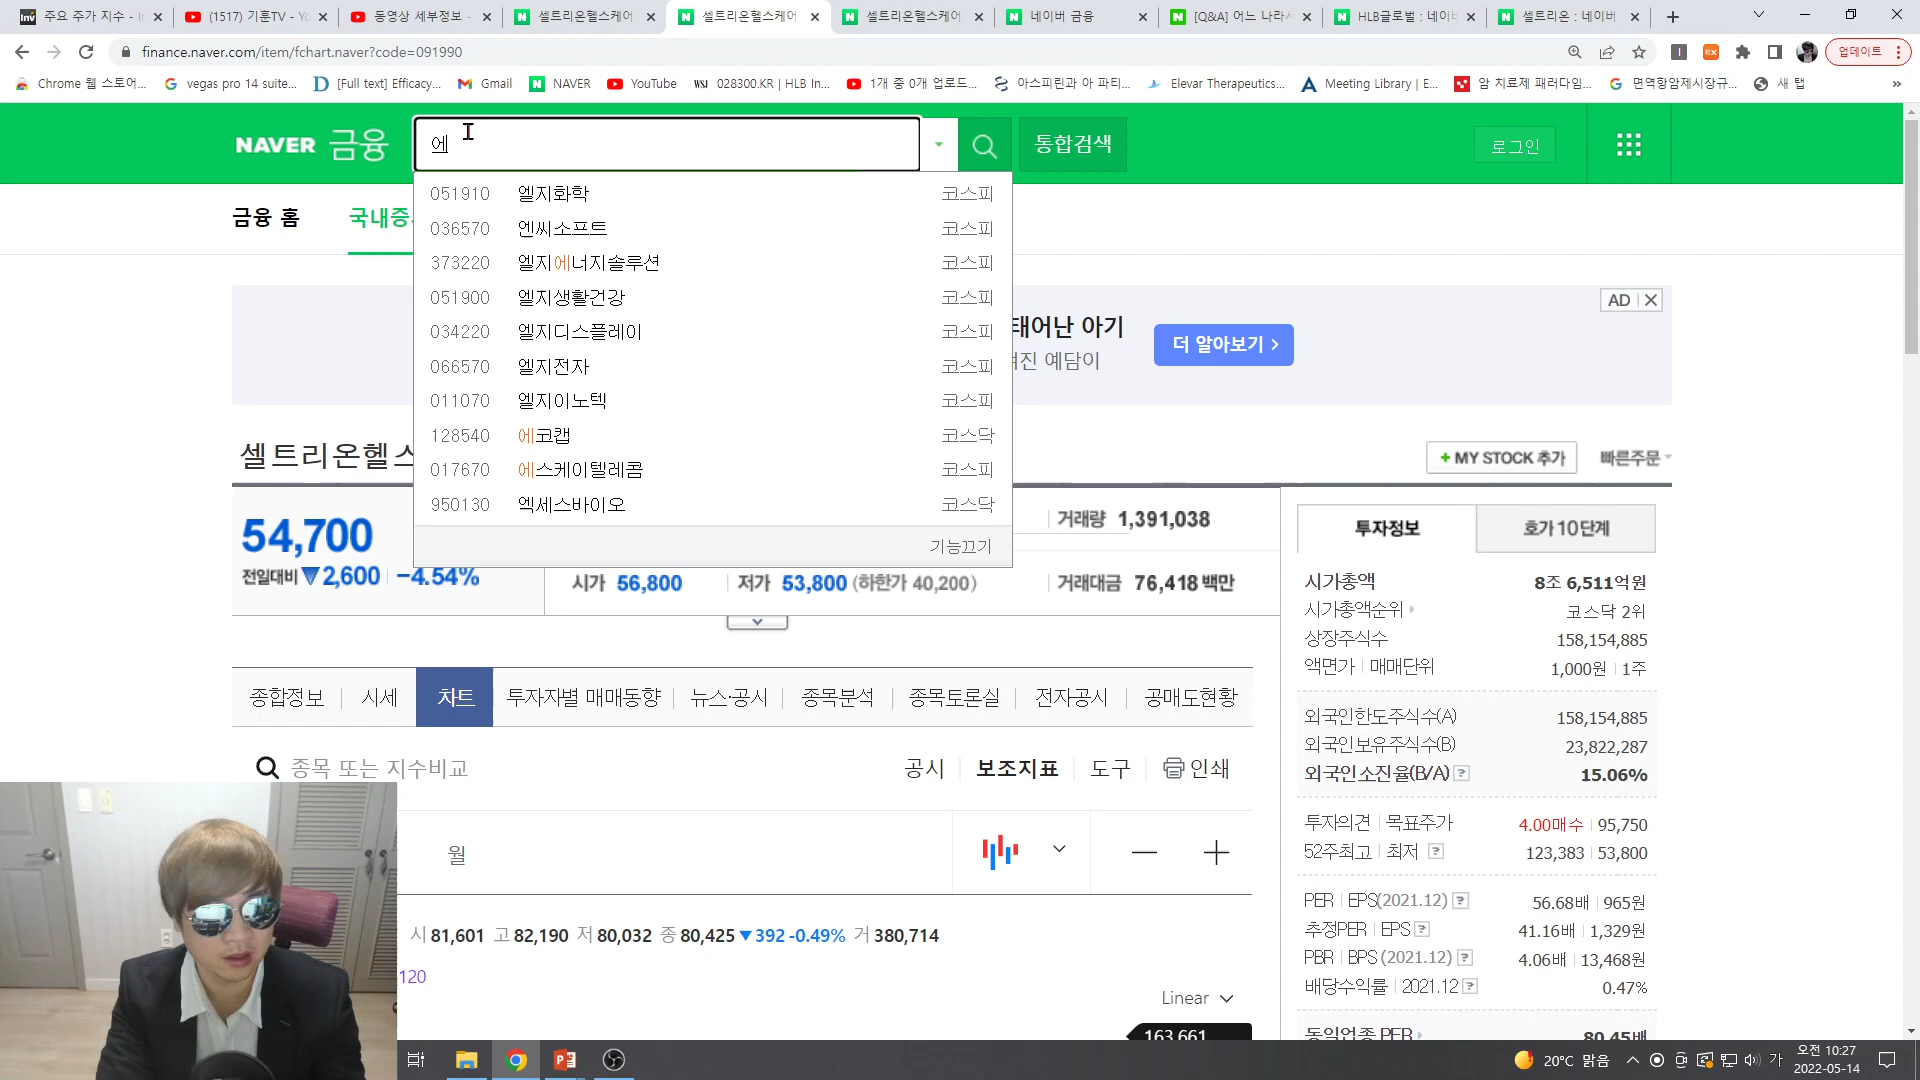 주요 주가 지수 - In
(1517) 기훈TV - Yo
동영상 세부정보 -
셀트리온헬스케어
셀트리온헬스케어
셀트리온헬스케어
네이버 금융
[Q&A] 어느 나라사
HLB글로벌 : 네이버
셀트리온 : 네이버
finance.naver.com/item/fchart.naver?code=091990
업데이트
Chrome 웹 스토어...
vegas pro 14 suite...
[Full text] Efficacy...
Gmail
NAVER
YouTube
WSJ 028300.KR | HLB In...
1개 중 0개 업로드...
아스피린과 아 파티...
Elevar Therapeutics...
Meeting Library | E...
암 치료제 패러다임...
면역항암제시장규...
새 탭
»
NAVER 금융
에
통합검색
로그인
금융 홈
국내증
051910 엘지화학 코스피
036570 엔씨소프트 코스피
373220 엘지에너지솔루션 코스피
051900 엘지생활건강 코스피
034220 엘지디스플레이 코스피
066570 엘지전자 코스피
011070 엘지이노텍 코스피
128540 에코캡 코스닥
017670 에스케이텔레콤 코스피
950130 엑세스바이오 코스닥
기능끄기
태어난 아기
겨진 예담이
더 알아보기 >
AD
셀트리온헬스
+ MY STOCK 추가
빠른주문
54,700
전일대비 ▼2,600 | −4.54%
거래량 1,391,038
시가 56,800
저가 53,800 (하한가 40,200)
거래대금 76,418 백만
투자정보
호가 10단계
시가총액 8조 6,511억원
시가총액순위 코스닥 2위
상장주식수 158,154,885
액면가 | 매매단위 1,000원 | 1주
외국인한도주식수(A) 158,154,885
외국인보유주식수(B) 23,822,287
외국인소진율(B/A) ? 15.06%
투자의견 | 목표주가 4.00매수 | 95,750
52주최고 | 최저 ? 123,383 | 53,800
PER | EPS(2021.12) ? 56.68배 | 965원
추정PER | EPS ? 41.16배 | 1,329원
PBR | BPS (2021.12) ? 4.06배 | 13,468원
배당수익률 | 2021.12 ? 0.47%
동일업종 PER 80.45배
종합정보
시세
차트
투자자별 매매동향
뉴스·공시
종목분석
종목토론실
전자공시
공매도현황
종목 또는 지수비교
공시
보조지표
도구
인쇄
월
시 81,601 고 82,190 저 80,032 종 80,425 ▼ 392 -0.49% 거 380,714
120
Linear
163,661
20°C 맑음
가
오전 10:27
2022-05-14